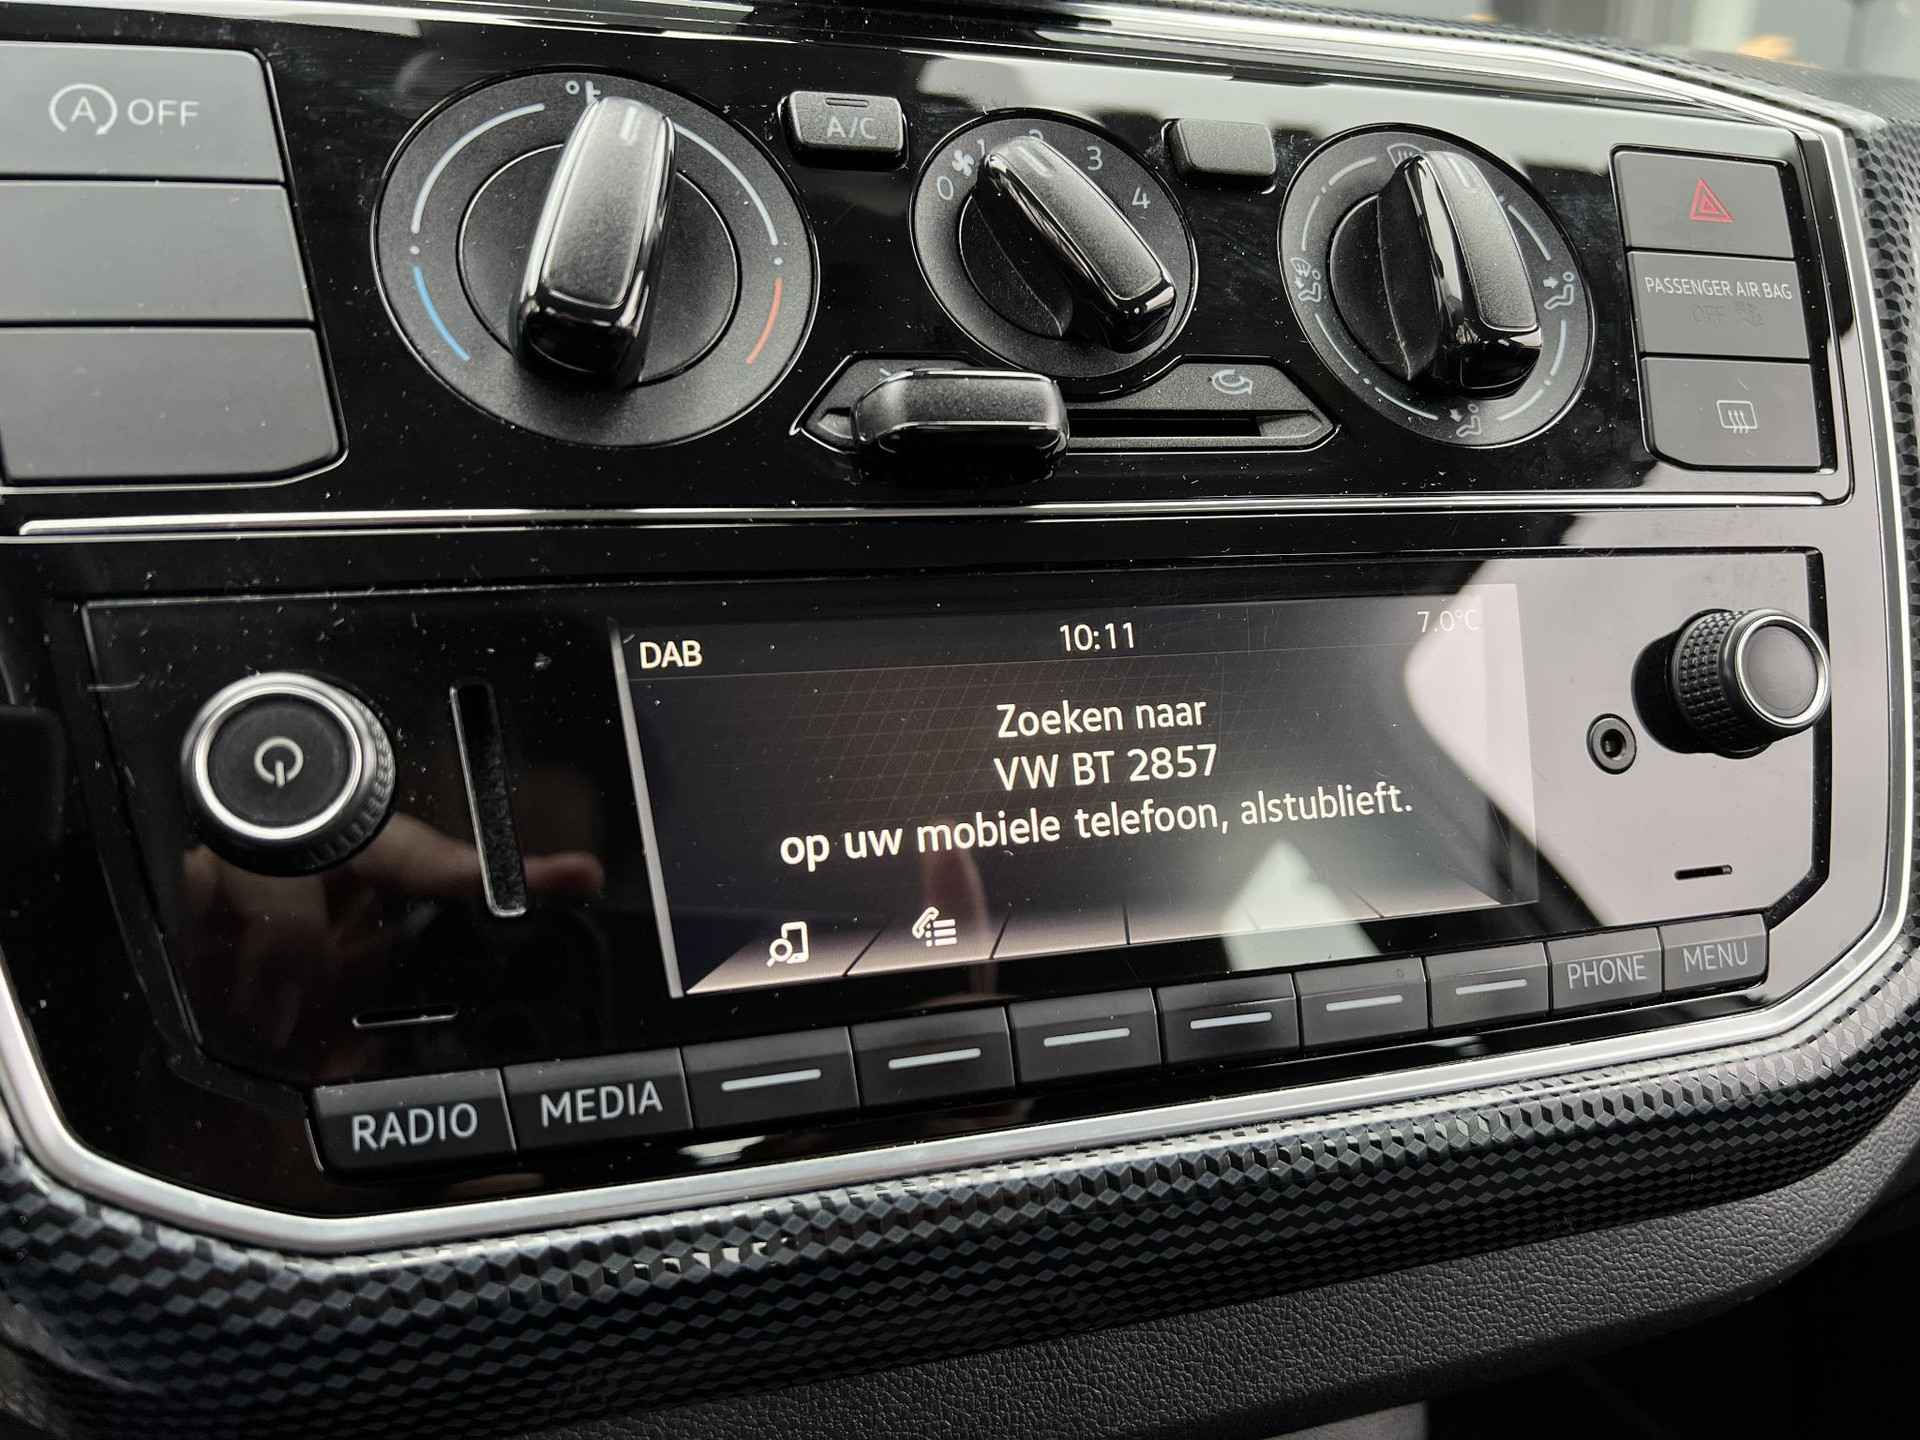 A OFF
A/C
0 1 2 3 4
PASSENGER AIR BAG
OFF
DAB 10:11 7.0°C
Zoeken naar
VW BT 2857
op uw mobiele telefoon, alstublieft.
RADIO MEDIA PHONE MENU